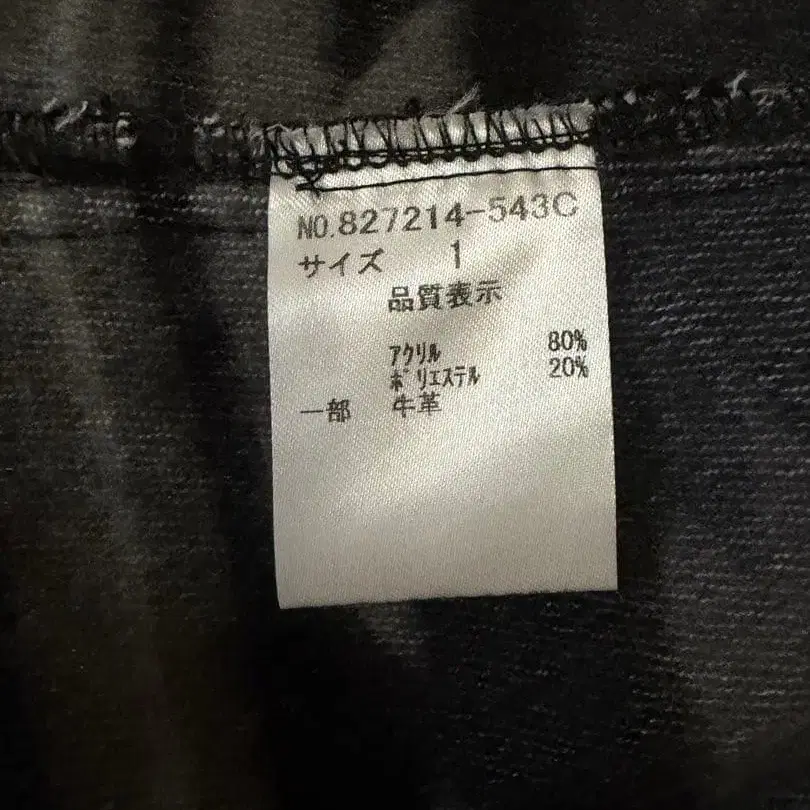 NO.827214-543C
サイズ 1
品質表示
ｱｸﾘﾙ 80%
ﾎﾟﾘｴｽﾃﾙ 20%
一部 牛革